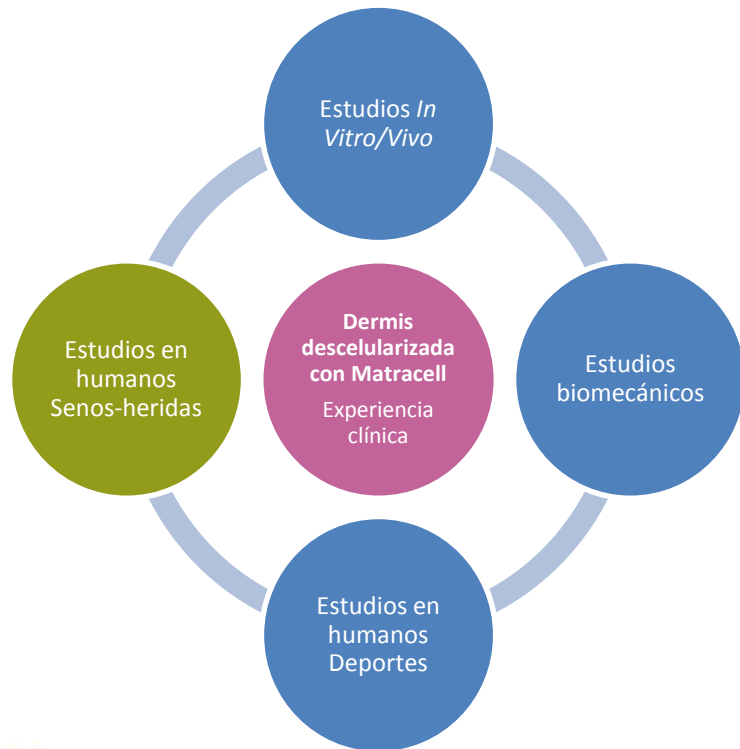 Estudios In
Vitro/Vivo
Estudios en
humanos
Senos-heridas
Dermis
descelularizada
con Matracell
Experiencia
clínica
Estudios
biomecánicos
Estudios en
humanos
Deportes